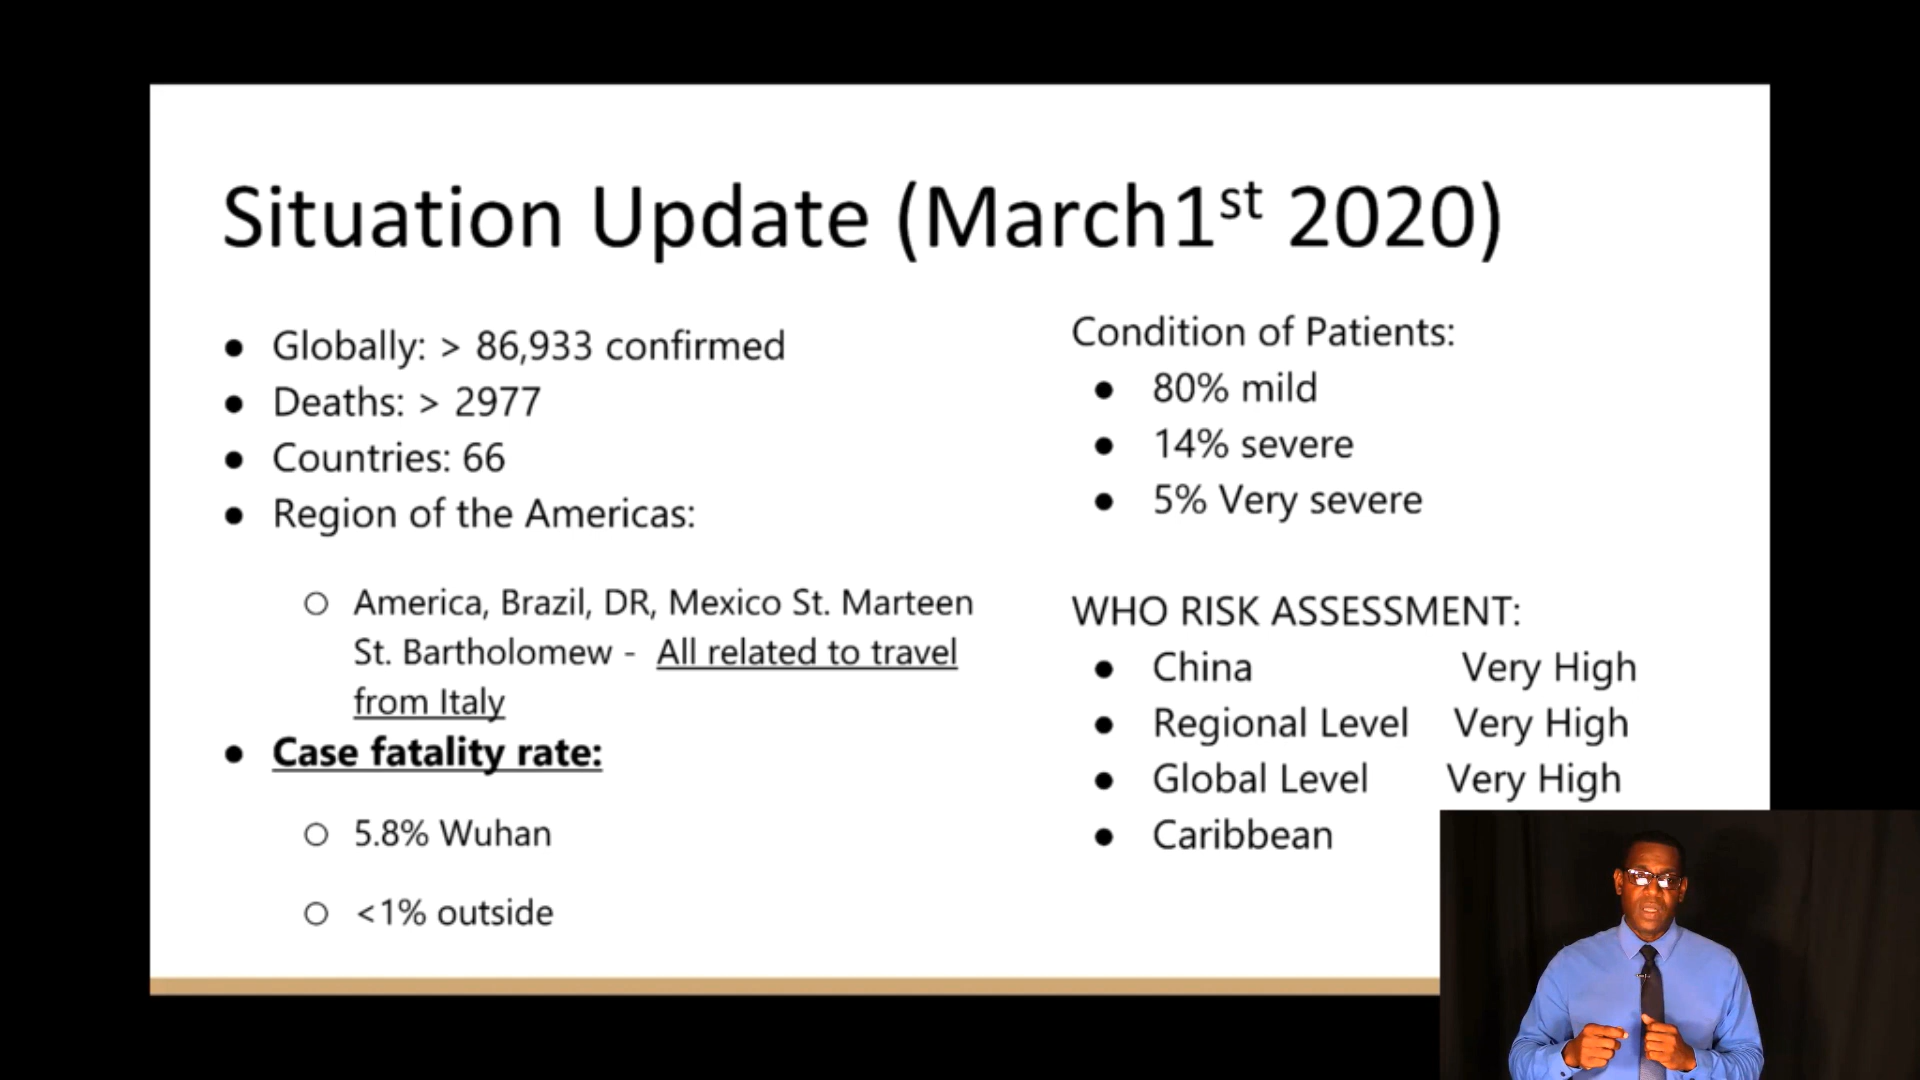 Situation Update (March1st 2020)
● Globally: > 86,933 confirmed
● Deaths: > 2977
● Countries: 66
● Region of the Americas:
○ America, Brazil, DR, Mexico St. Marteen
St. Bartholomew - All related to travel
from Italy
● Case fatality rate:
○ 5.8% Wuhan
○ <1% outside
Condition of Patients:
● 80% mild
● 14% severe
● 5% Very severe
WHO RISK ASSESSMENT:
● China Very High
● Regional Level Very High
● Global Level Very High
● Caribbean